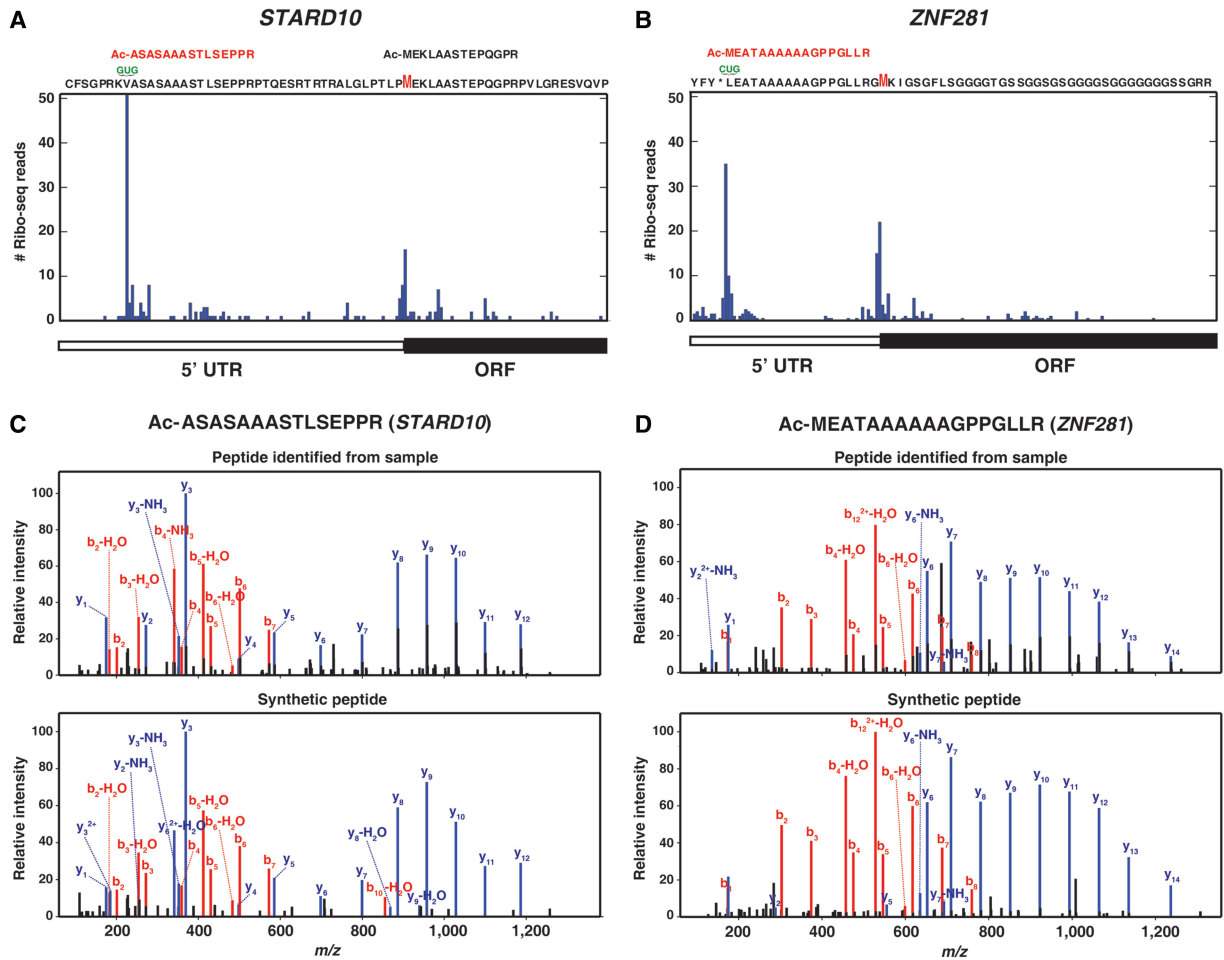 A
STARD10
Ac-ASASAAASTLSEPPR
Ac-MEKLAASTEPQGPR
GUG
CFSGPRKVASASAAASTLSEPPRPTQESRTRTRALGLPTLPMEKLAASTEPQGPRPVLGRESVQVP
# Ribo-seq reads
50
40
30
20
10
0
5’ UTR
ORF
B
ZNF281
Ac-MEATAAAAAAGPPGLLR
CUG
YFY*LEATAAAAAAGPPGLLRGMKIGSGFLSGGGGTGSSGGSGSGGGGSGGGGGGGSSGRR
# Ribo-seq reads
50
40
30
20
10
0
5’ UTR
ORF
C
Ac-ASASAAASTLSEPPR (STARD10)
Peptide identified from sample
Relative intensity
100
80
60
40
20
0
y1
b2-H2O
b2
b3-H2O
y2
y3-NH3
b4-NH3
b4
y3
b5-H2O
b5
b6-H2O
b6
y4
b7
y5
y6
y7
y8
y9
y10
y11
y12
Synthetic peptide
Relative intensity
100
80
60
40
20
0
y1
y3 2+
b2-H2O
b2
y2-NH3
b3-H2O
b3
y6 2+-H2O
y3-NH3
b4
y3
b5-H2O
b5
b6-H2O
b6
y4
b7
y5
y6
y7
b10-H2O
y8-H2O
y8
y9-H2O
y9
y10
y11
y12
200
400
600
800
1,000
1,200
m/z
D
Ac-MEATAAAAAAGPPGLLR (ZNF281)
Peptide identified from sample
Relative intensity
100
80
60
40
20
0
y2 2+-NH3
b1
y1
b2
b3
b4-H2O
b4
b12 2+-H2O
b5
b6-H2O
b6
y6-NH3
y6
b7
y7-NH3
y7
b8
y8
y9
y10
y11
y12
y13
y14
Synthetic peptide
Relative intensity
100
80
60
40
20
0
b1
y2
b2
b3
b4-H2O
b4
b12 2+-H2O
b5
y5
b6-H2O
b6
y6-NH3
y6
b7
y7-NH3
y7
b8
y8
y9
y10
y11
y12
y13
y14
200
400
600
800
1,000
1,200
m/z